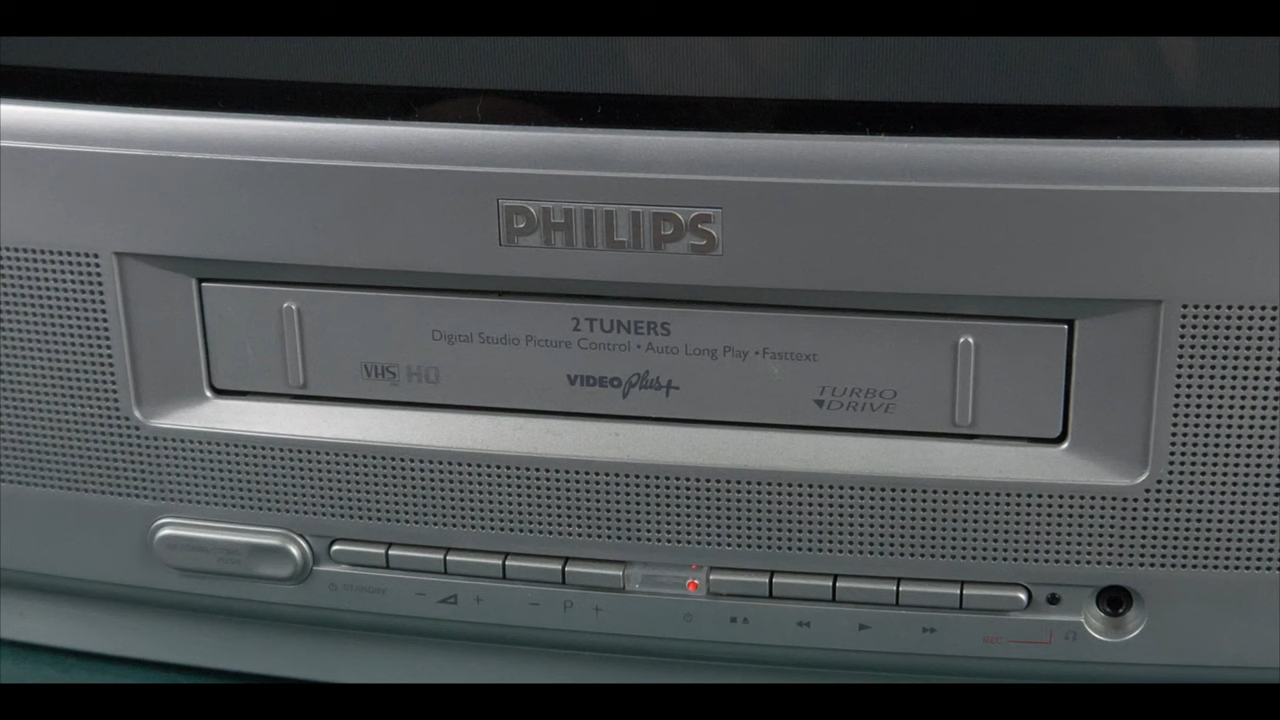 PHILIPS
2 TUNERS
Digital Studio Picture Control • Auto Long Play • Fasttext
VHS HQ
VIDEO Plus+
TURBO
DRIVE
STANDBY
− +
− P +
REC